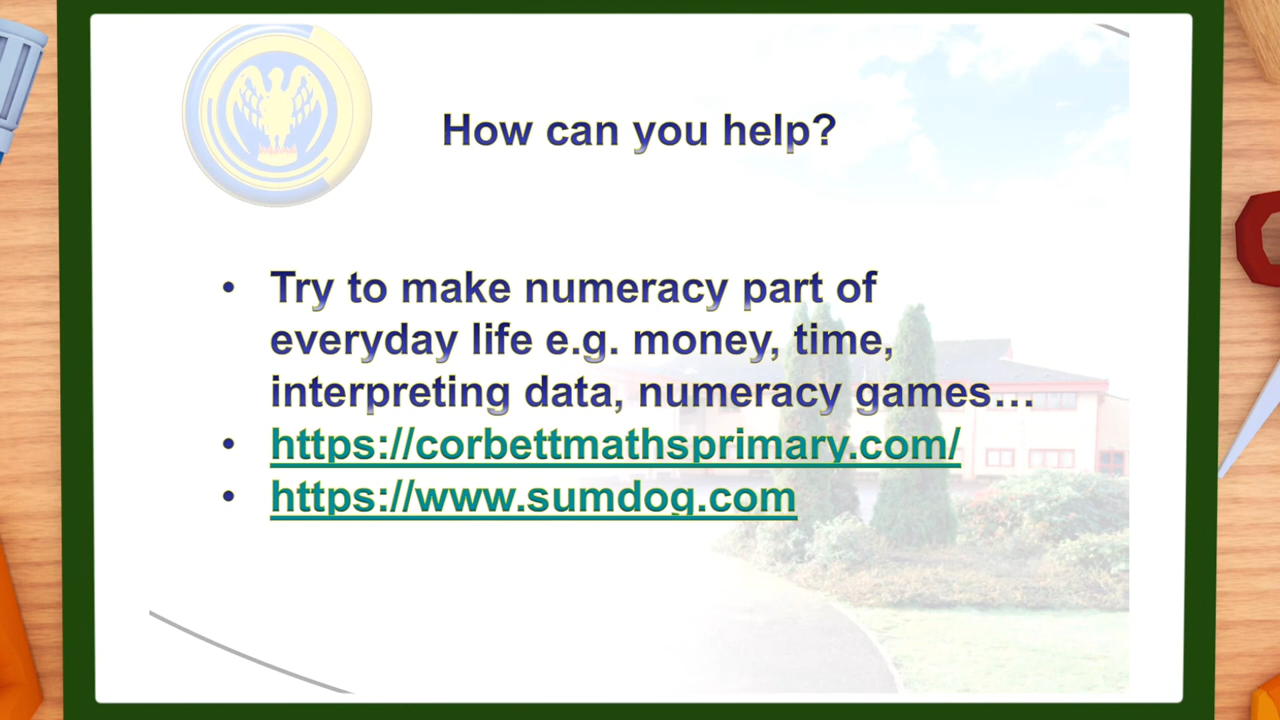 How can you help?
• Try to make numeracy part of
everyday life e.g. money, time,
interpreting data, numeracy games...
• https://corbettmathsprimary.com/
• https://www.sumdog.com